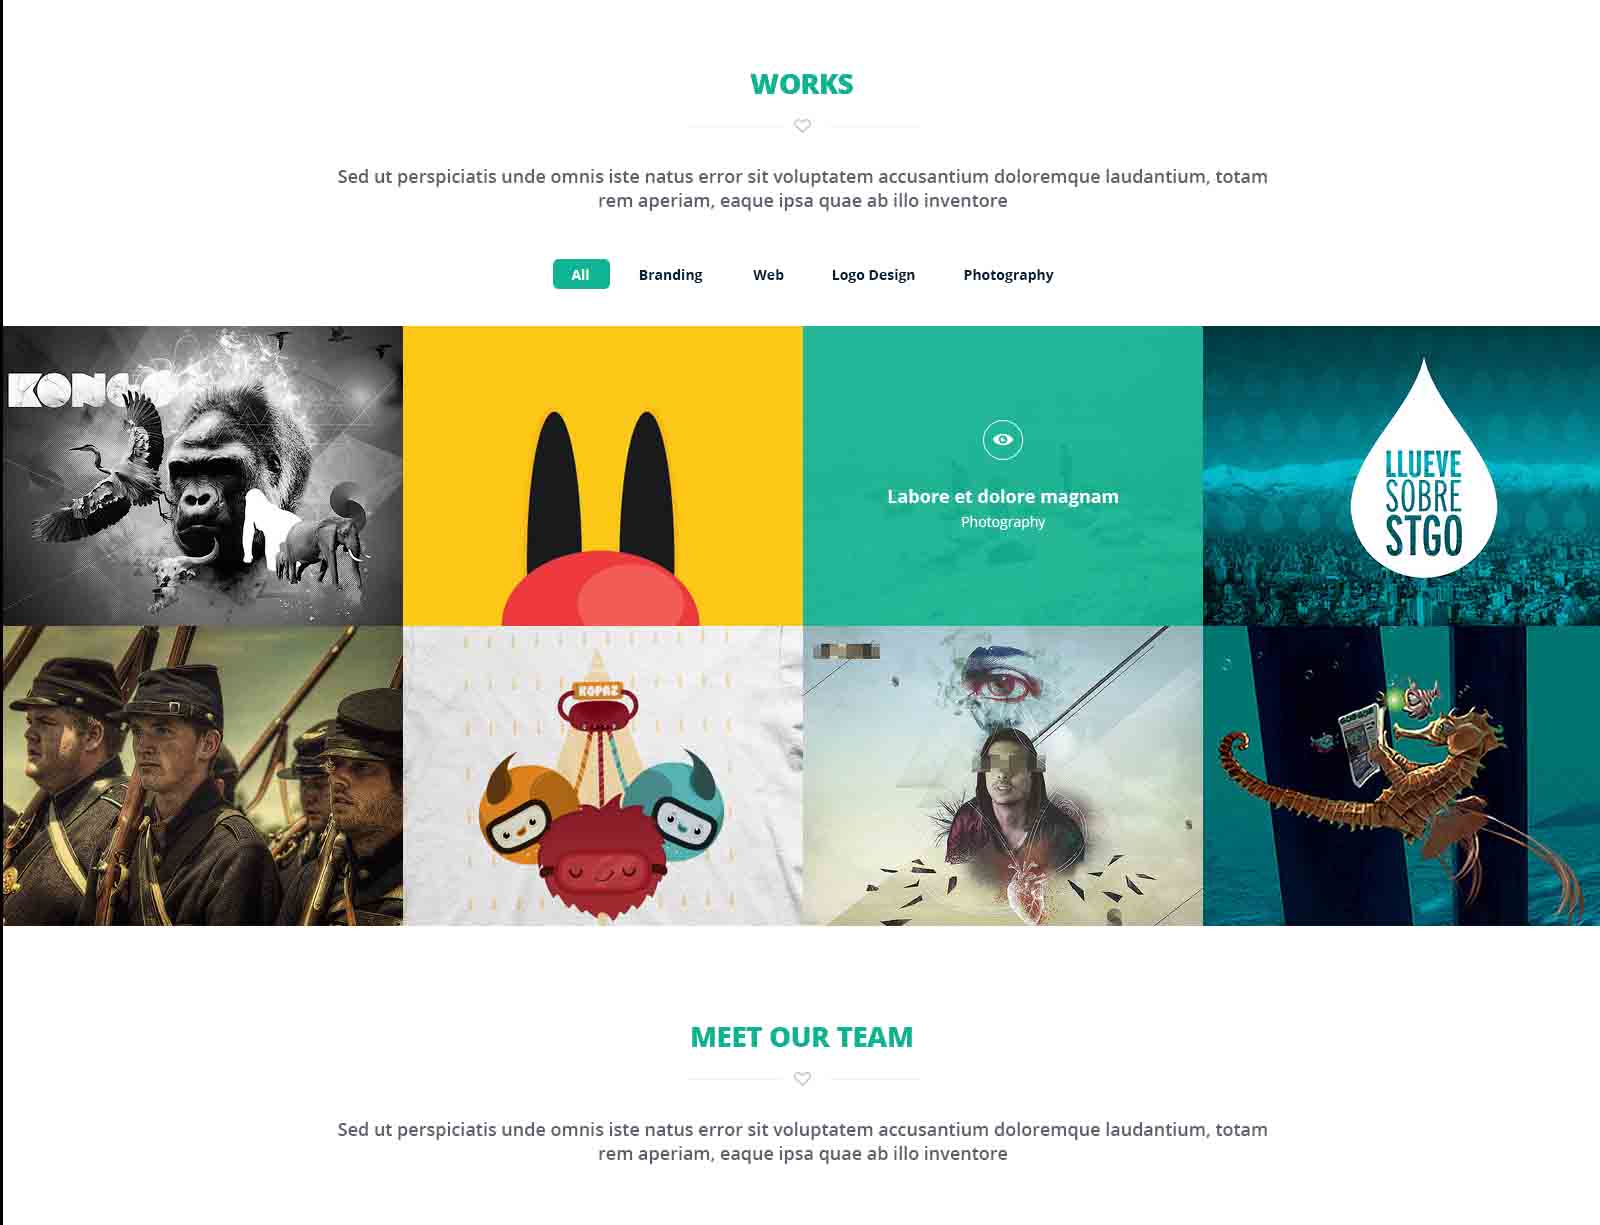 WORKS
Sed ut perspiciatis unde omnis iste natus error sit voluptatem accusantium doloremque laudantium, totam
rem aperiam, eaque ipsa quae ab illo inventore
All Branding Web Logo Design Photography
KONGO
Labore et dolore magnam
Photography
LLUEVE
SOBRE
STGO
KOPAZ
MEET OUR TEAM
Sed ut perspiciatis unde omnis iste natus error sit voluptatem accusantium doloremque laudantium, totam
rem aperiam, eaque ipsa quae ab illo inventore